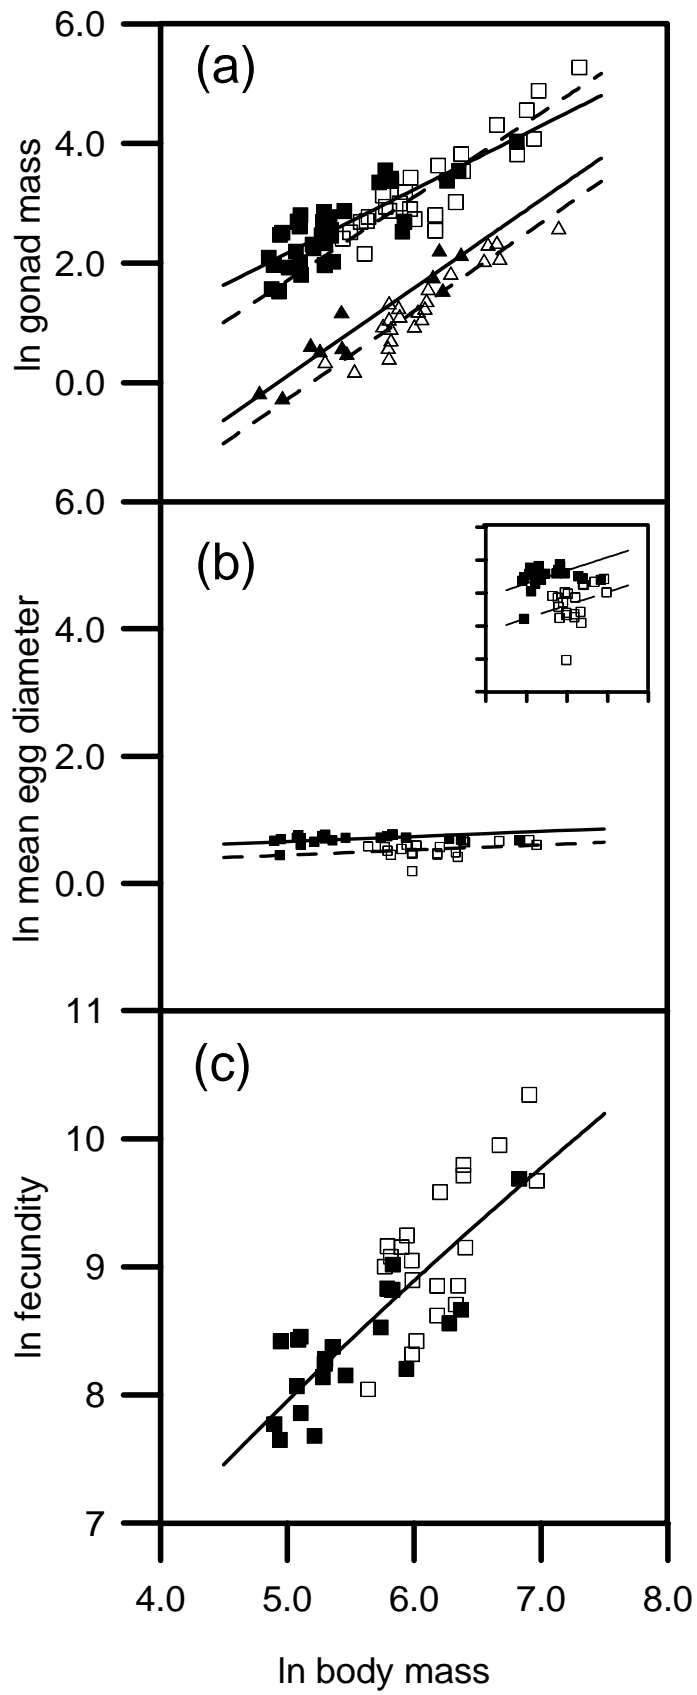 6.0
(a)
4.0
2.0
0.0
ln gonad mass
6.0
(b)
4.0
2.0
0.0
ln mean egg diameter
11
(c)
10
9
8
7
ln fecundity
4.0 5.0 6.0 7.0 8.0
ln body mass